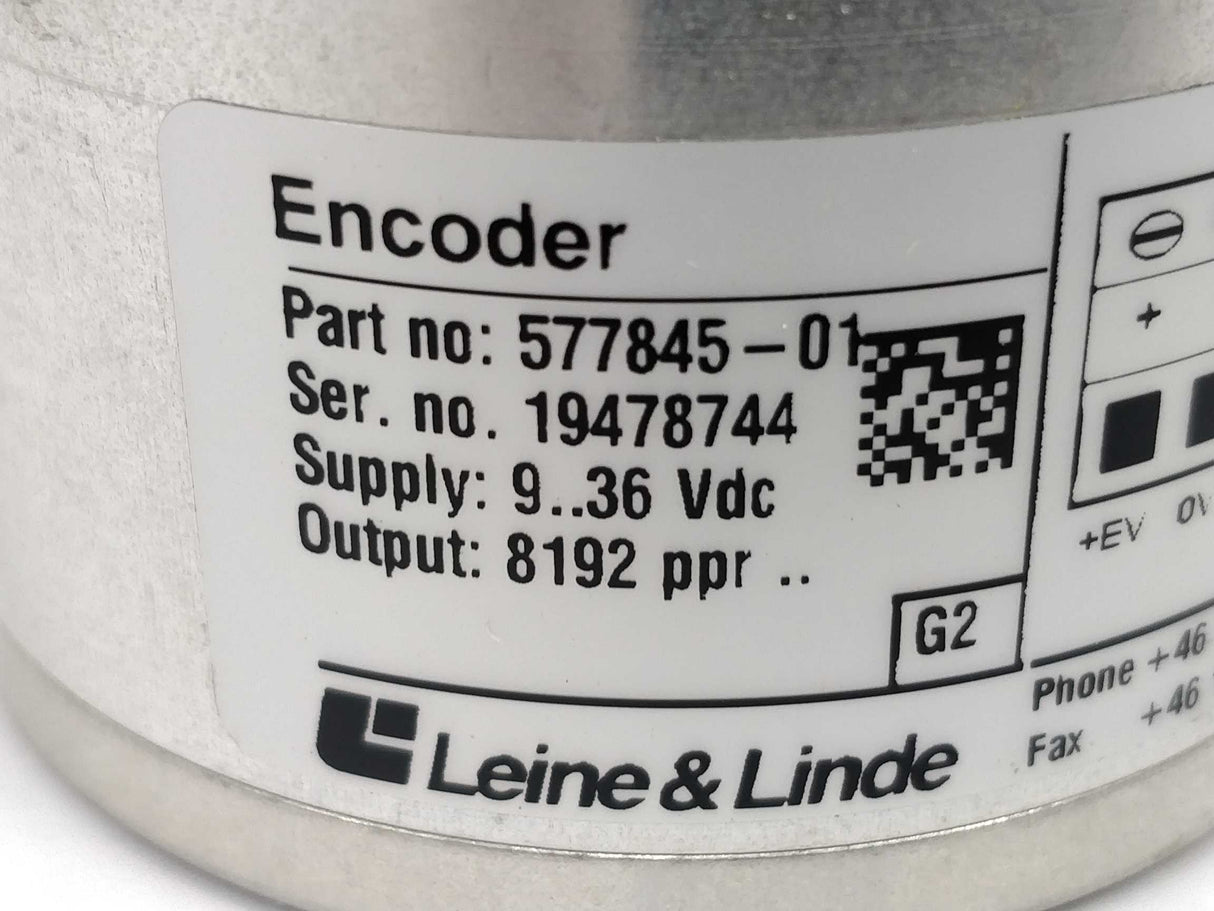 Encoder
Part no: 577845-01
Ser. no. 19478744
Supply: 9..36 Vdc
Output: 8192 ppr ..
G2
Leine & Linde
+
+EV 0V
Phone +46
Fax +46